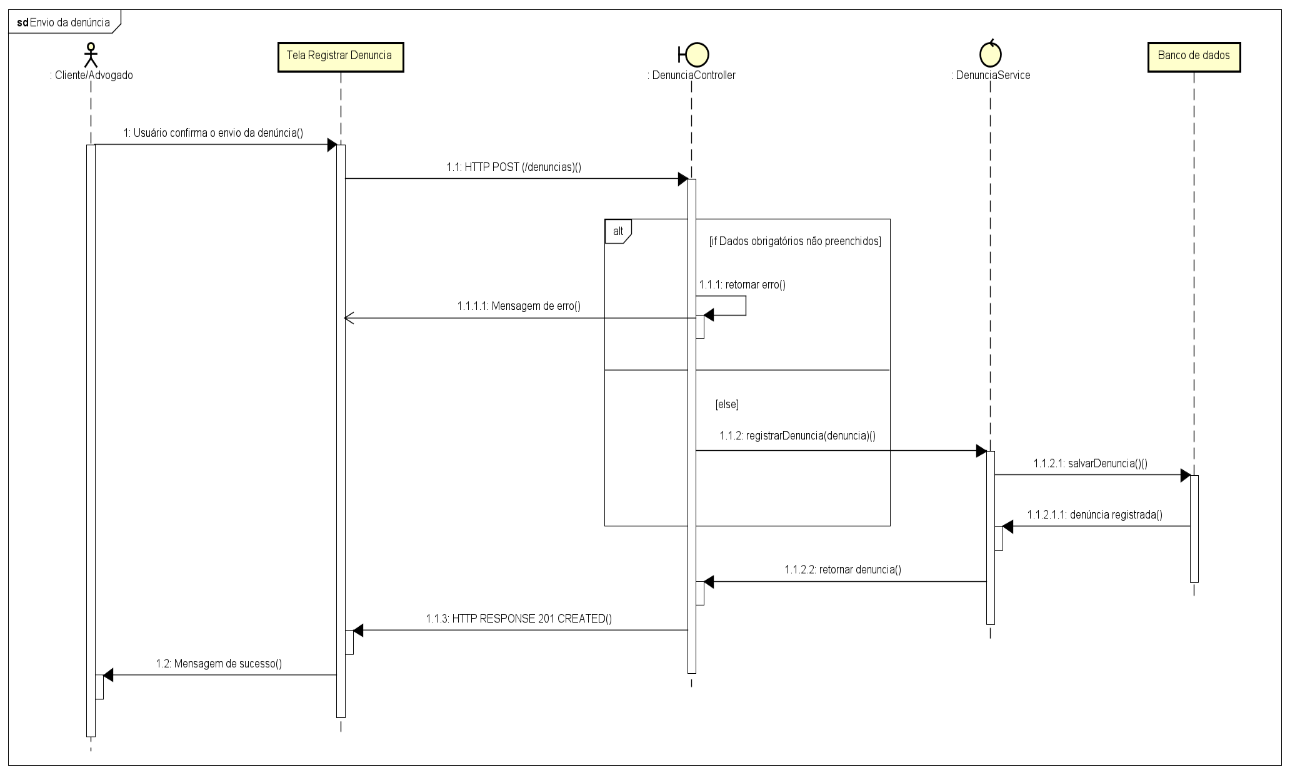 sd Envio da denúncia
: Cliente/Advogado
Tela Registrar Denuncia
: DenunciaController
: DenunciaService
Banco de dados
1: Usuário confirma o envio da denúncia()
1.1: HTTP POST (/denuncias)()
alt
[if Dados obrigatórios não preenchidos]
1.1.1: retornar erro()
1.1.1.1: Mensagem de erro()
[else]
1.1.2: registrarDenuncia(denuncia)()
1.1.2.1: salvarDenuncia()()
1.1.2.1.1: denúncia registrada()
1.1.2.2: retornar denuncia()
1.1.3: HTTP RESPONSE 201 CREATED()
1.2: Mensagem de sucesso()